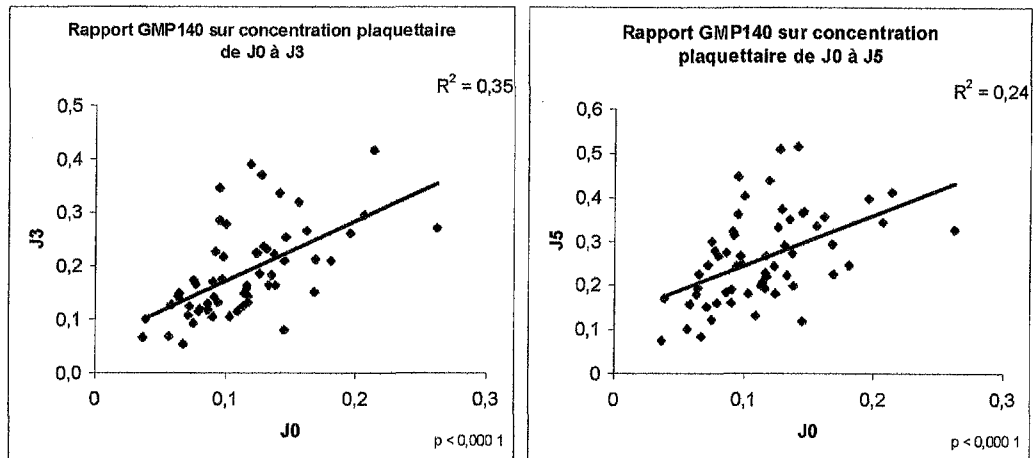 Rapport GMP140 sur concentration plaquettaire
de J0 à J3
R² = 0,35
0,5
0,4
0,3
0,2
0,1
0,0
J3
0
0,1
0,2
0,3
J0
p < 0,000 1
Rapport GMP140 sur concentration
plaquettaire de J0 à J5
R² = 0,24
0,6
0,5
0,4
0,3
0,2
0,1
0
J5
0
0,1
0,2
0,3
J0
p < 0,000 1